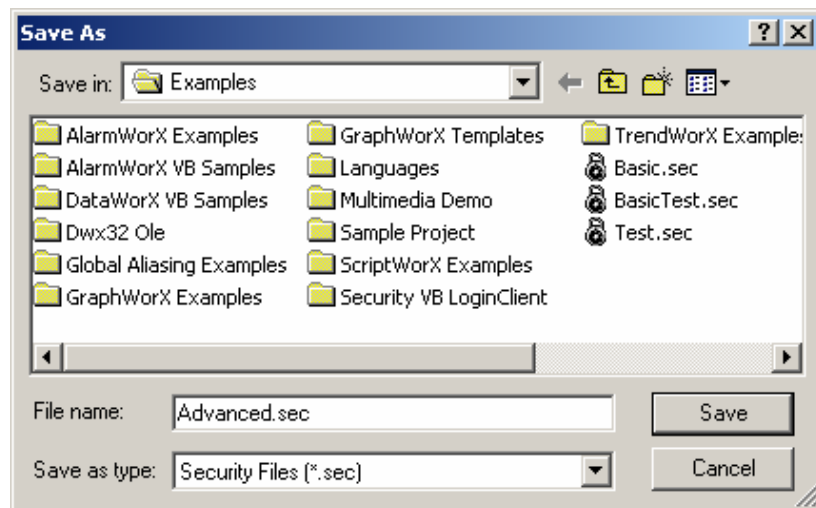 Save As
Save in: Examples
AlarmWorX Examples
AlarmWorX VB Samples
DataWorX VB Samples
Dwx32 Ole
Global Aliasing Examples
GraphWorX Examples
GraphWorX Templates
Languages
Multimedia Demo
Sample Project
ScriptWorX Examples
Security VB LoginClient
TrendWorX Example
Basic.sec
BasicTest.sec
Test.sec
File name: Advanced.sec
Save
Save as type: Security Files (*.sec)
Cancel